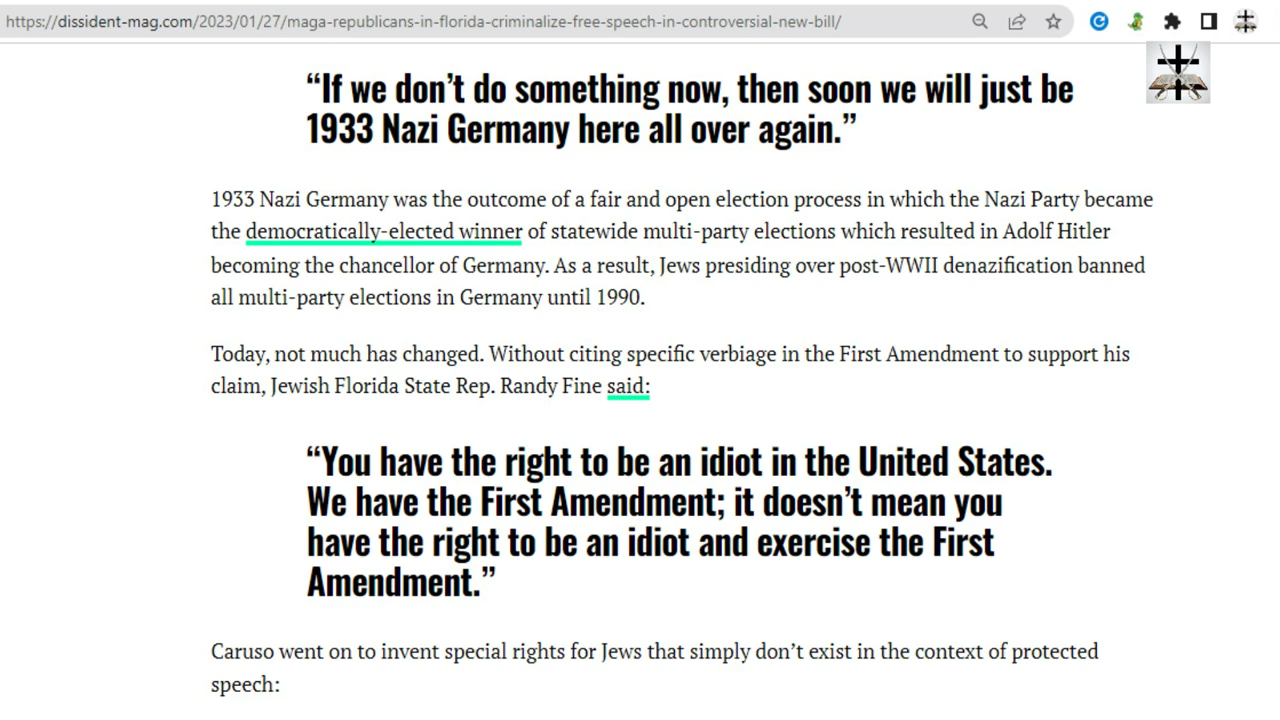 https://dissident-mag.com/2023/01/27/maga-republicans-in-florida-criminalize-free-speech-in-controversial-new-bill/
“If we don’t do something now, then soon we will just be
1933 Nazi Germany here all over again.”
1933 Nazi Germany was the outcome of a fair and open election process in which the Nazi Party became
the democratically-elected winner of statewide multi-party elections which resulted in Adolf Hitler
becoming the chancellor of Germany. As a result, Jews presiding over post-WWII denazification banned
all multi-party elections in Germany until 1990.
Today, not much has changed. Without citing specific verbiage in the First Amendment to support his
claim, Jewish Florida State Rep. Randy Fine said:
“You have the right to be an idiot in the United States.
We have the First Amendment; it doesn’t mean you
have the right to be an idiot and exercise the First
Amendment.”
Caruso went on to invent special rights for Jews that simply don’t exist in the context of protected
speech: